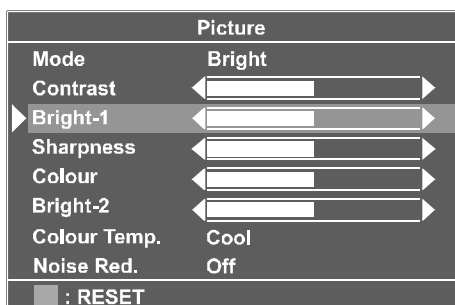 Picture
Mode Bright
Contrast
Bright-1
Sharpness
Colour
Bright-2
Colour Temp. Cool
Noise Red. Off
: RESET